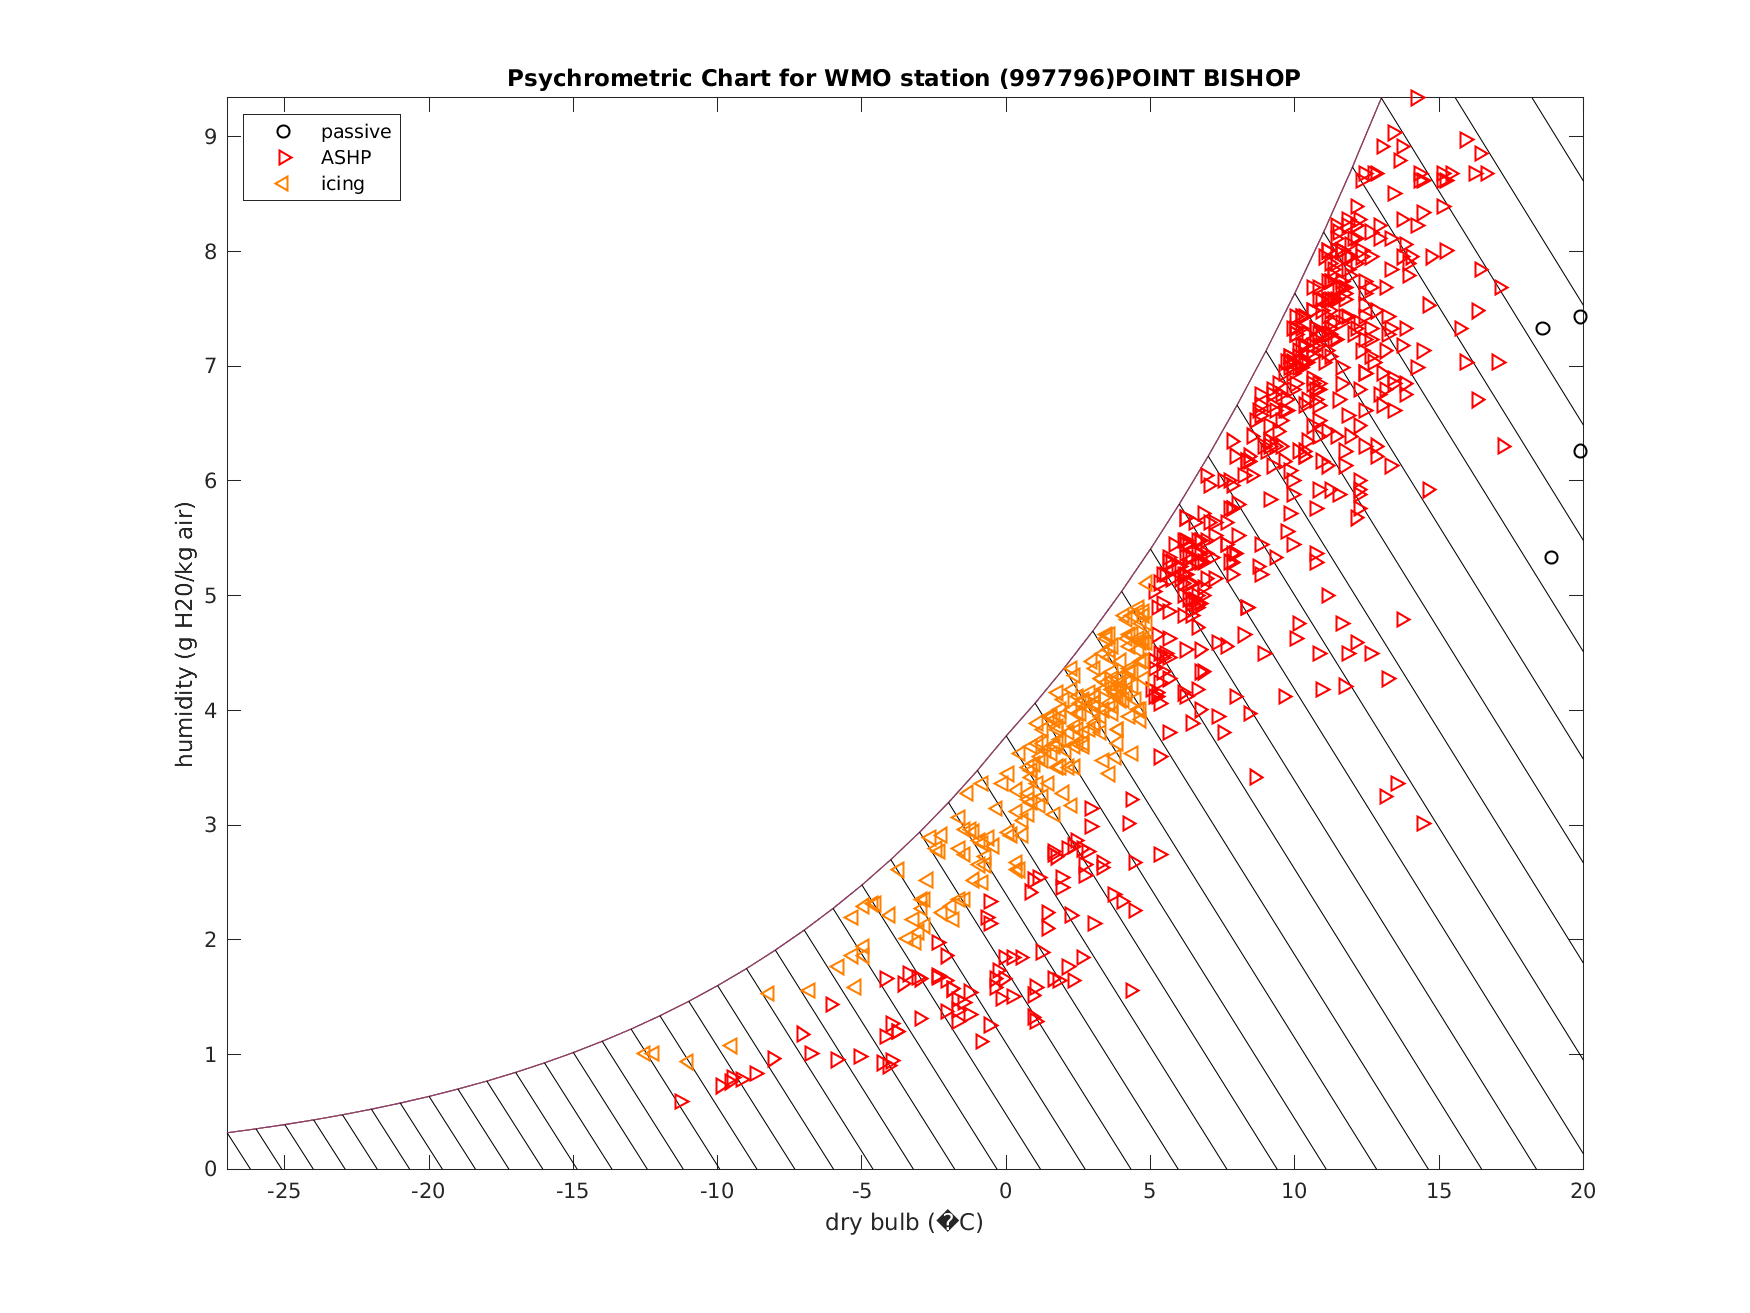 Psychrometric Chart for WMO station (997796)POINT BISHOP
passive
ASHP
icing
humidity (g H20/kg air)
9
8
7
6
5
4
3
2
1
0
-25 -20 -15 -10 -5 0 5 10 15 20
dry bulb (�C)